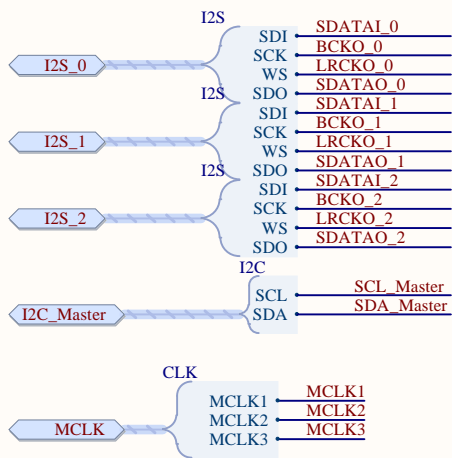 I2S
SDI SDATAI_0
SCK BCKO_0
I2S_0 WS LRCKO_0
SDO SDATAO_0
I2S
SDI SDATAI_1
SCK BCKO_1
I2S_1 WS LRCKO_1
SDO SDATAO_1
I2S
SDI SDATAI_2
SCK BCKO_2
I2S_2 WS LRCKO_2
SDO SDATAO_2
I2C
SCL SCL_Master
I2C_Master SDA SDA_Master
CLK
MCLK1 MCLK1
MCLK2 MCLK2
MCLK MCLK3 MCLK3